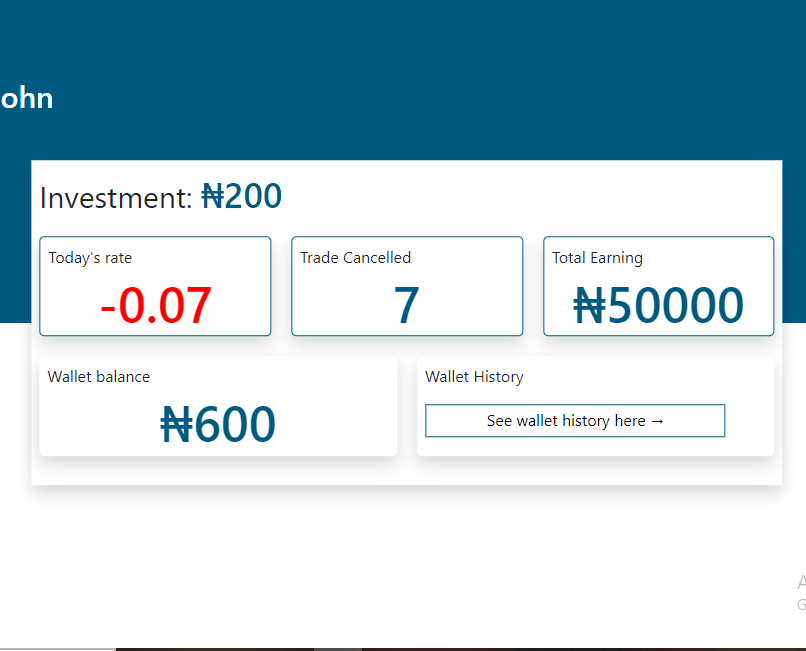 ohn
Investment: ₦200
Today's rate
-0.07
Trade Cancelled
7
Total Earning
₦50000
Wallet balance
₦600
Wallet History
See wallet history here →
A
G